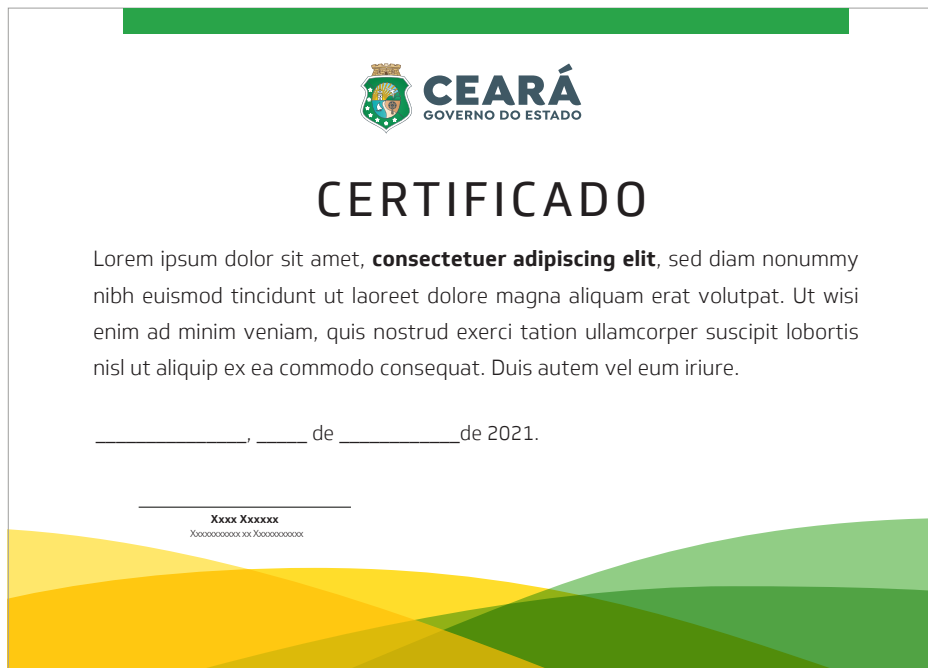 CEARÁ
GOVERNO DO ESTADO
CERTIFICADO
Lorem ipsum dolor sit amet, consectetuer adipiscing elit, sed diam nonummy
nibh euismod tincidunt ut laoreet dolore magna aliquam erat volutpat. Ut wisi
enim ad minim veniam, quis nostrud exerci tation ullamcorper suscipit lobortis
nisl ut aliquip ex ea commodo consequat. Duis autem vel eum iriure.
_______________, _____ de ____________de 2021.
Xxxx Xxxxxx
Xxxxxxxxxxx xx Xxxxxxxxxxx